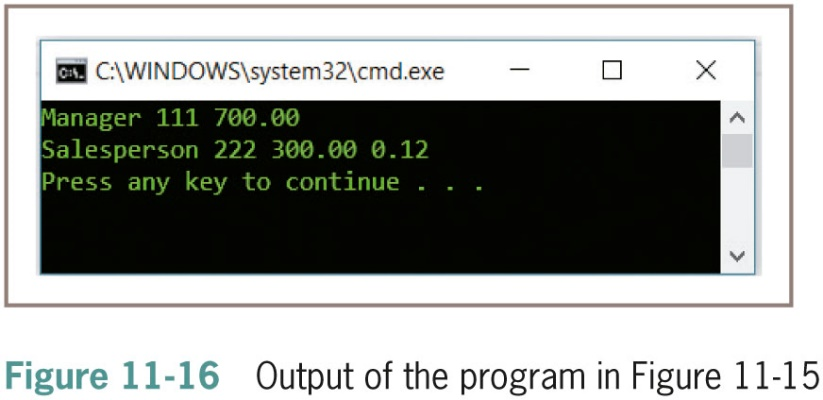 C:\WINDOWS\system32\cmd.exe
Manager 111 700.00
Salesperson 222 300.00 0.12
Press any key to continue . . .
Figure 11-16 Output of the program in Figure 11-15